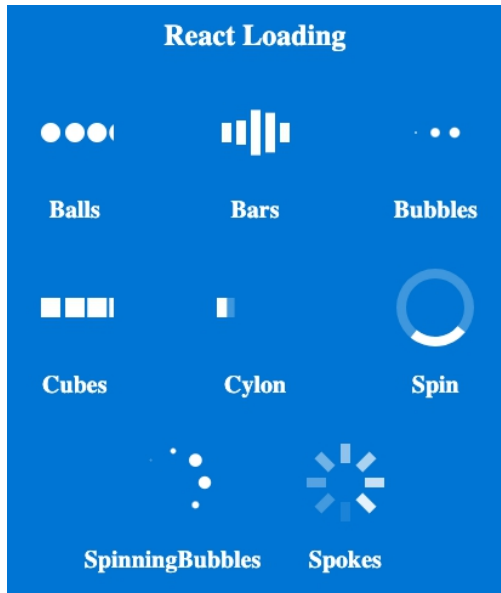 React Loading
Balls Bars Bubbles
Cubes Cylon Spin
SpinningBubbles Spokes